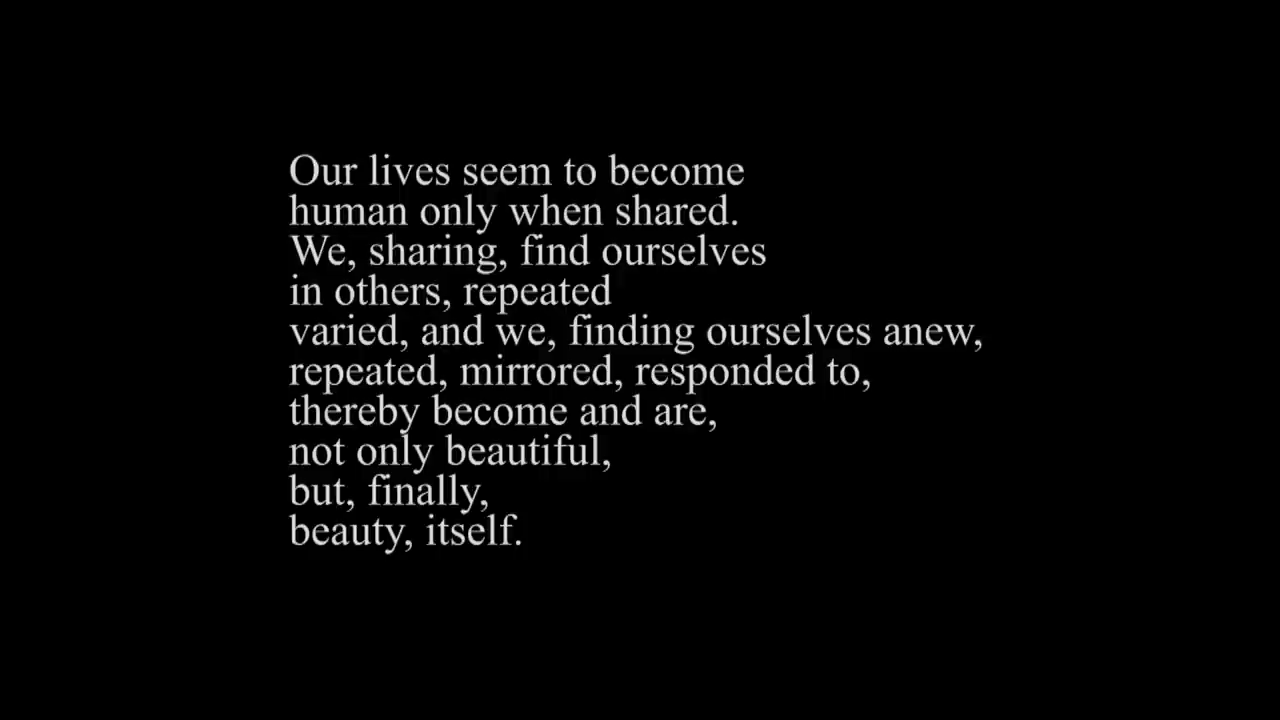 Our lives seem to become
human only when shared.
We, sharing, find ourselves
in others, repeated
varied, and we, finding ourselves anew,
repeated, mirrored, responded to,
thereby become and are,
not only beautiful,
but, finally,
beauty, itself.